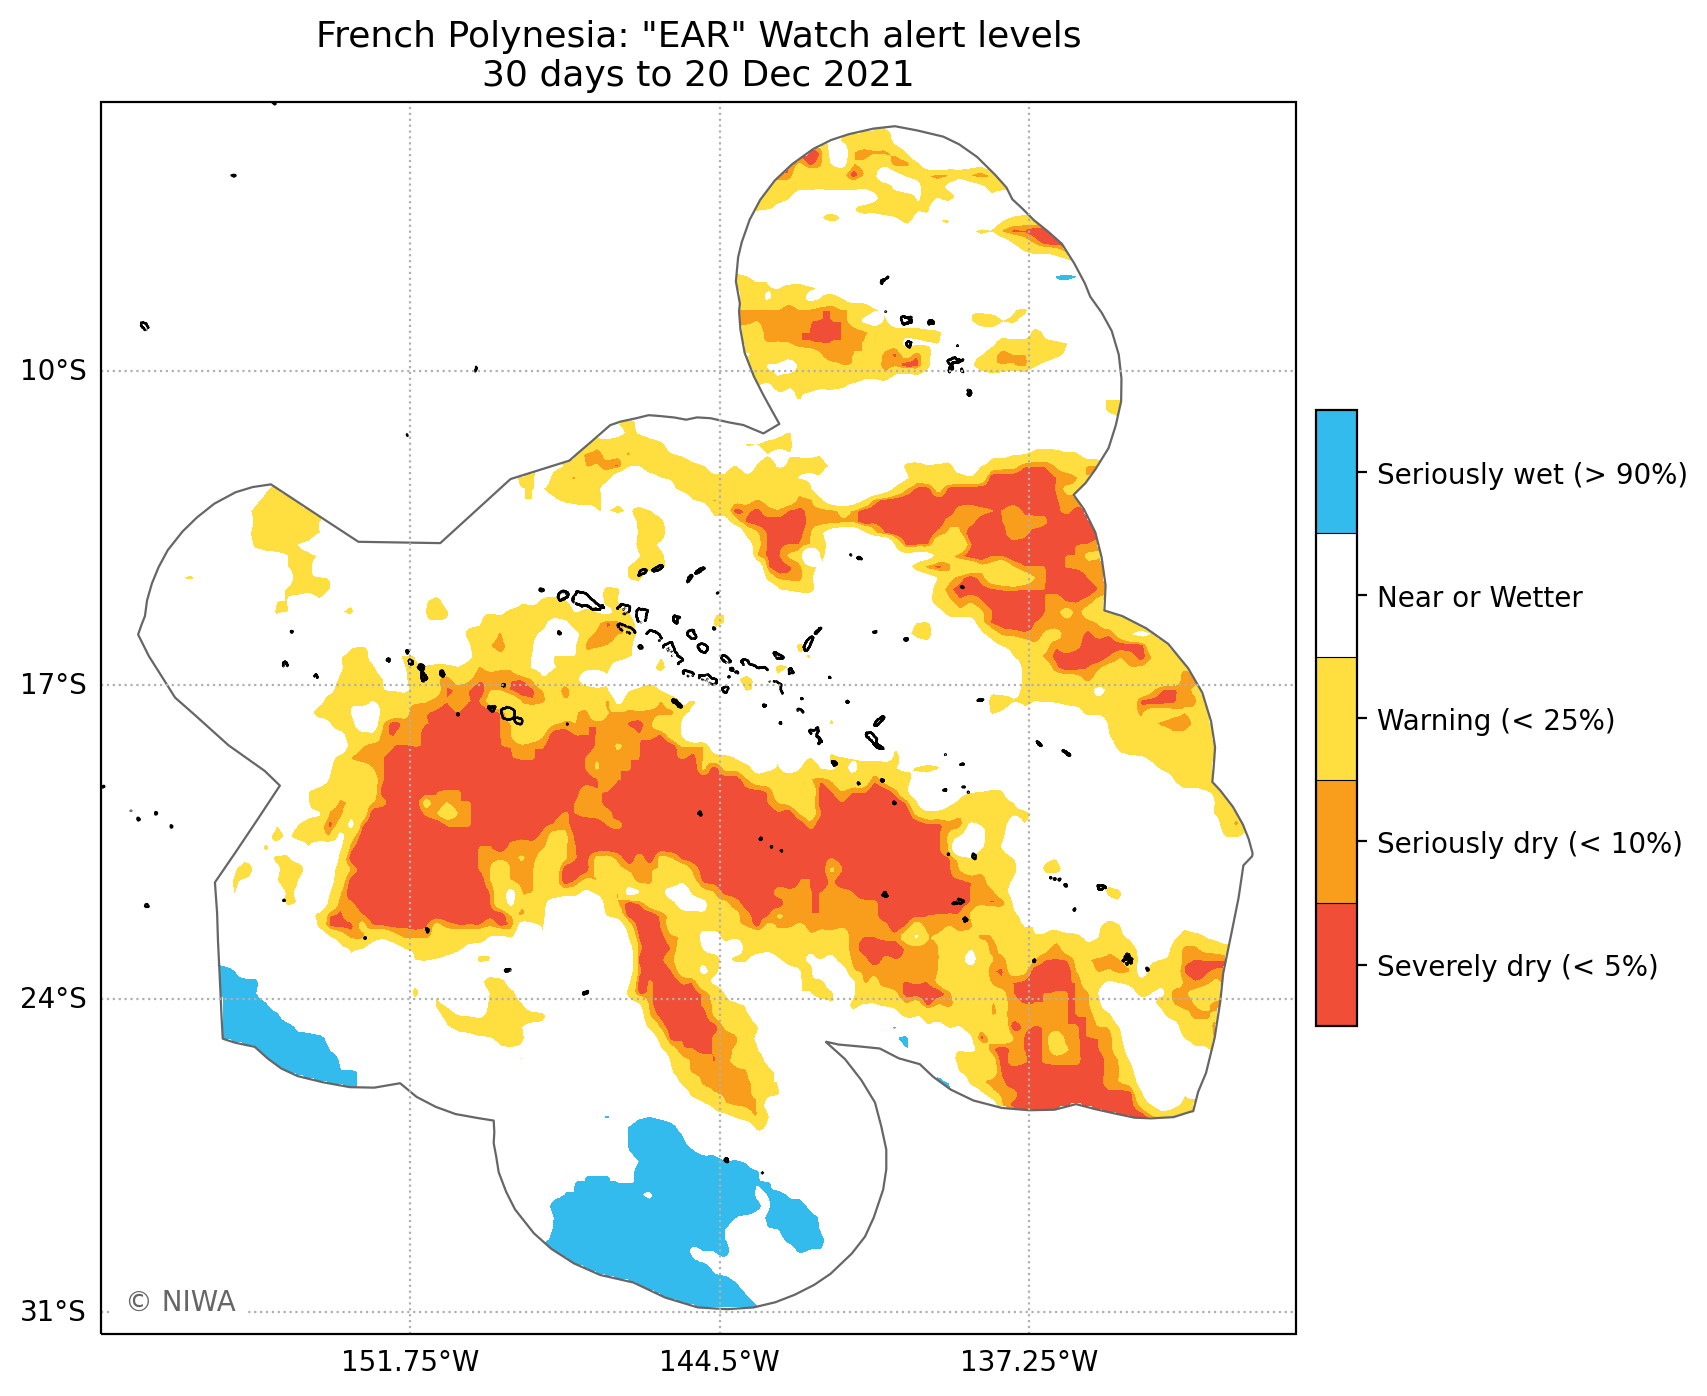 French Polynesia: "EAR" Watch alert levels
30 days to 20 Dec 2021
10°S
17°S
24°S
31°S
151.75°W
144.5°W
137.25°W
© NIWA
Seriously wet (> 90%)
Near or Wetter
Warning (< 25%)
Seriously dry (< 10%)
Severely dry (< 5%)